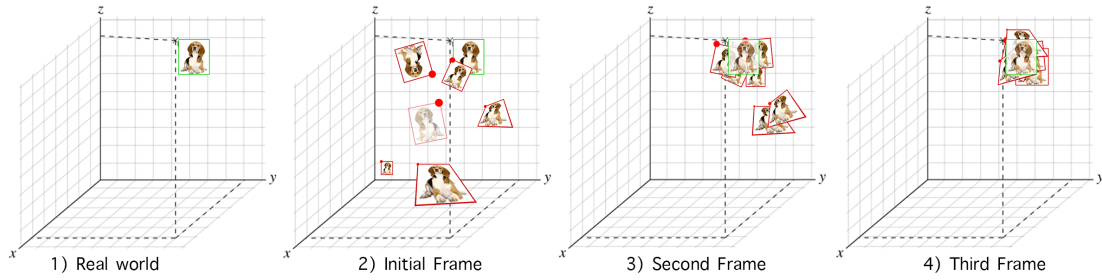 z
y
x
1) Real world
z
y
x
2) Initial Frame
z
y
x
3) Second Frame
z
y
x
4) Third Frame